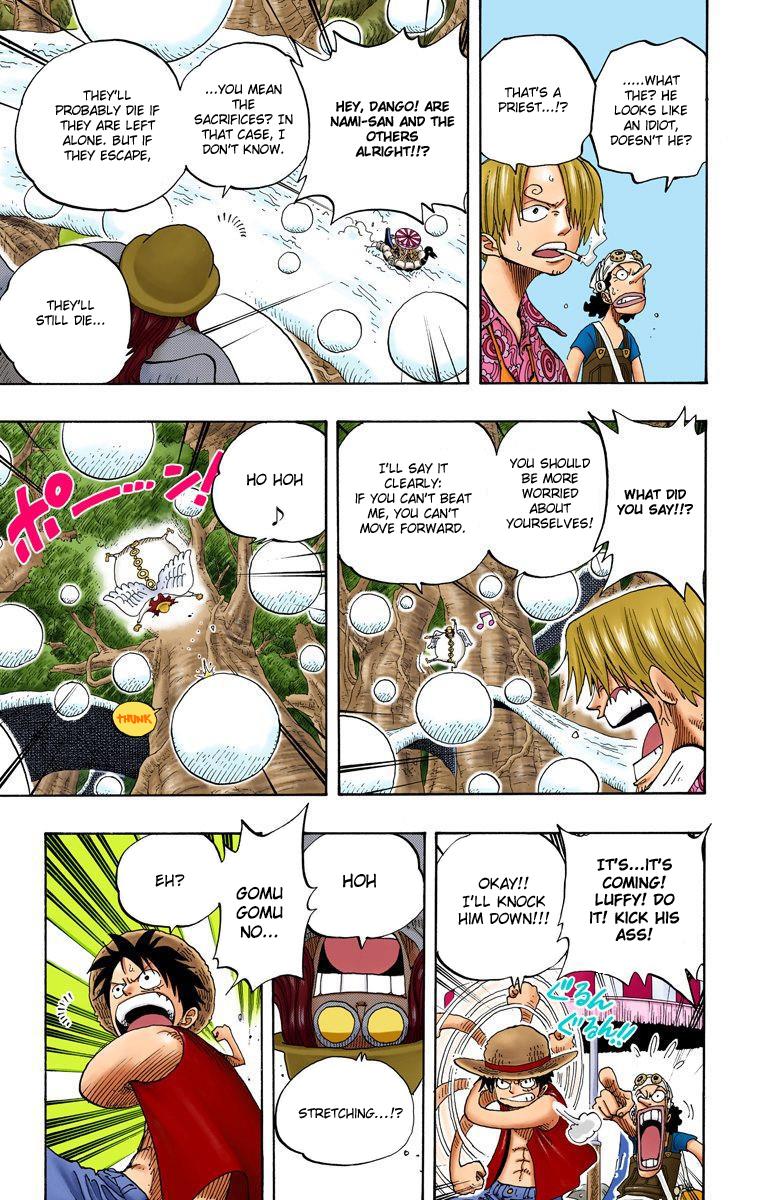 .....WHAT
THE? HE
LOOKS LIKE
AN IDIOT,
DOESN'T HE?
THAT'S A
PRIEST...!?
HEY, DANGO! ARE
NAMI-SAN AND THE
OTHERS
ALRIGHT!!?
...YOU MEAN
THE
SACRIFICES? IN
THAT CASE, I
DON'T KNOW.
THEY'LL
PROBABLY DIE IF
THEY ARE LEFT
ALONE. BUT IF
THEY ESCAPE,
THEY'LL
STILL DIE...
WHAT DID
YOU SAY!!?
YOU SHOULD
BE MORE
WORRIED
ABOUT
YOURSELVES!
I'LL SAY IT
CLEARLY:
IF YOU CAN'T BEAT
ME, YOU CAN'T
MOVE FORWARD.
HO HOH
♪
ポーーン!
THUNK
IT'S...IT'S
COMING!
LUFFY! DO
IT! KICK HIS
ASS!
OKAY!!
I'LL KNOCK
HIM DOWN!!!
ぐるん
ぐるん!!
HOH
STRETCHING...!?
GOMU
GOMU
NO...
EH?